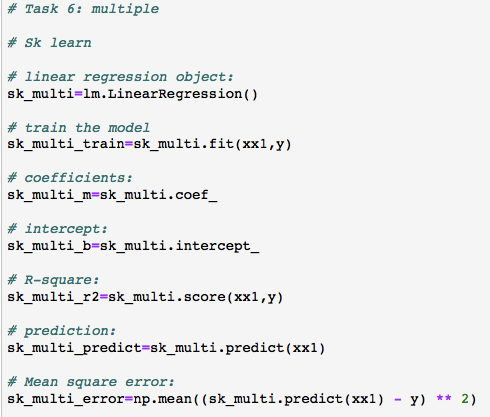 # Task 6: multiple
# Sk learn
# linear regression object:
sk_multi=lm.LinearRegression()
# train the model
sk_multi_train=sk_multi.fit(xx1,y)
# coefficients:
sk_multi_m=sk_multi.coef_
# intercept:
sk_multi_b=sk_multi.intercept_
# R-square:
sk_multi_r2=sk_multi.score(xx1,y)
# prediction:
sk_multi_predict=sk_multi.predict(xx1)
# Mean square error:
sk_multi_error=np.mean((sk_multi.predict(xx1) - y) ** 2)